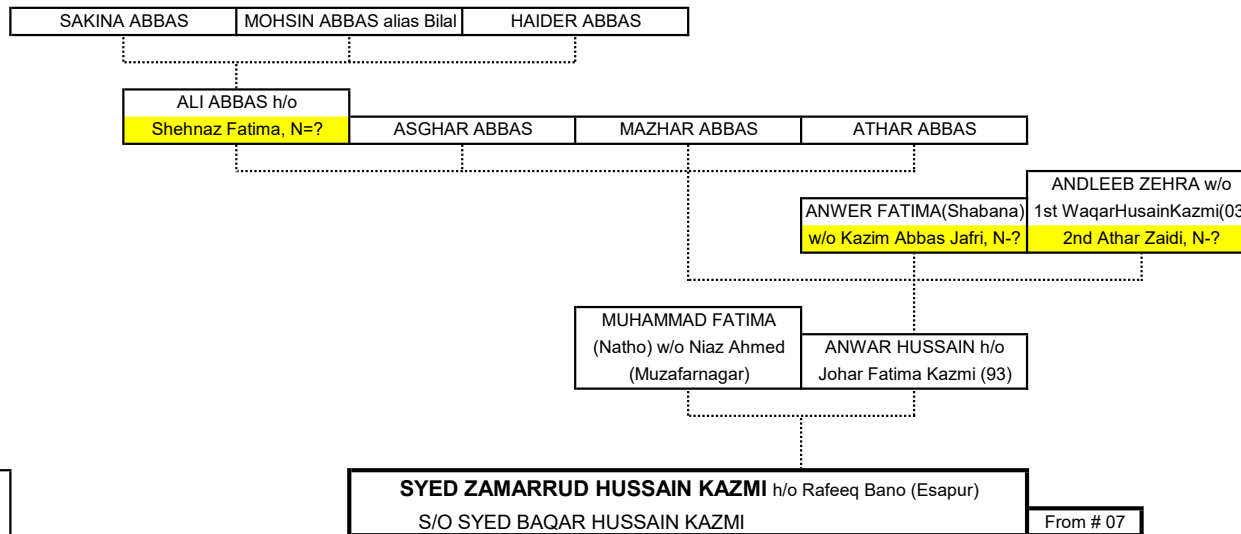 SAKINA ABBAS
MOHSIN ABBAS alias Bilal
HAIDER ABBAS
ALI ABBAS h/o
Shehnaz Fatima, N=?
ASGHAR ABBAS
MAZHAR ABBAS
ATHAR ABBAS
ANWER FATIMA(Shabana)
w/o Kazim Abbas Jafri, N-?
ANDLEEB ZEHRA w/o
1st WaqarHusainKazmi(03
2nd Athar Zaidi, N-?
MUHAMMAD FATIMA
(Natho) w/o Niaz Ahmed
(Muzafarnagar)
ANWAR HUSSAIN h/o
Johar Fatima Kazmi (93)
SYED ZAMARRUD HUSSAIN KAZMI h/o Rafeeq Bano (Esapur)
S/O SYED BAQAR HUSSAIN KAZMI
From # 07